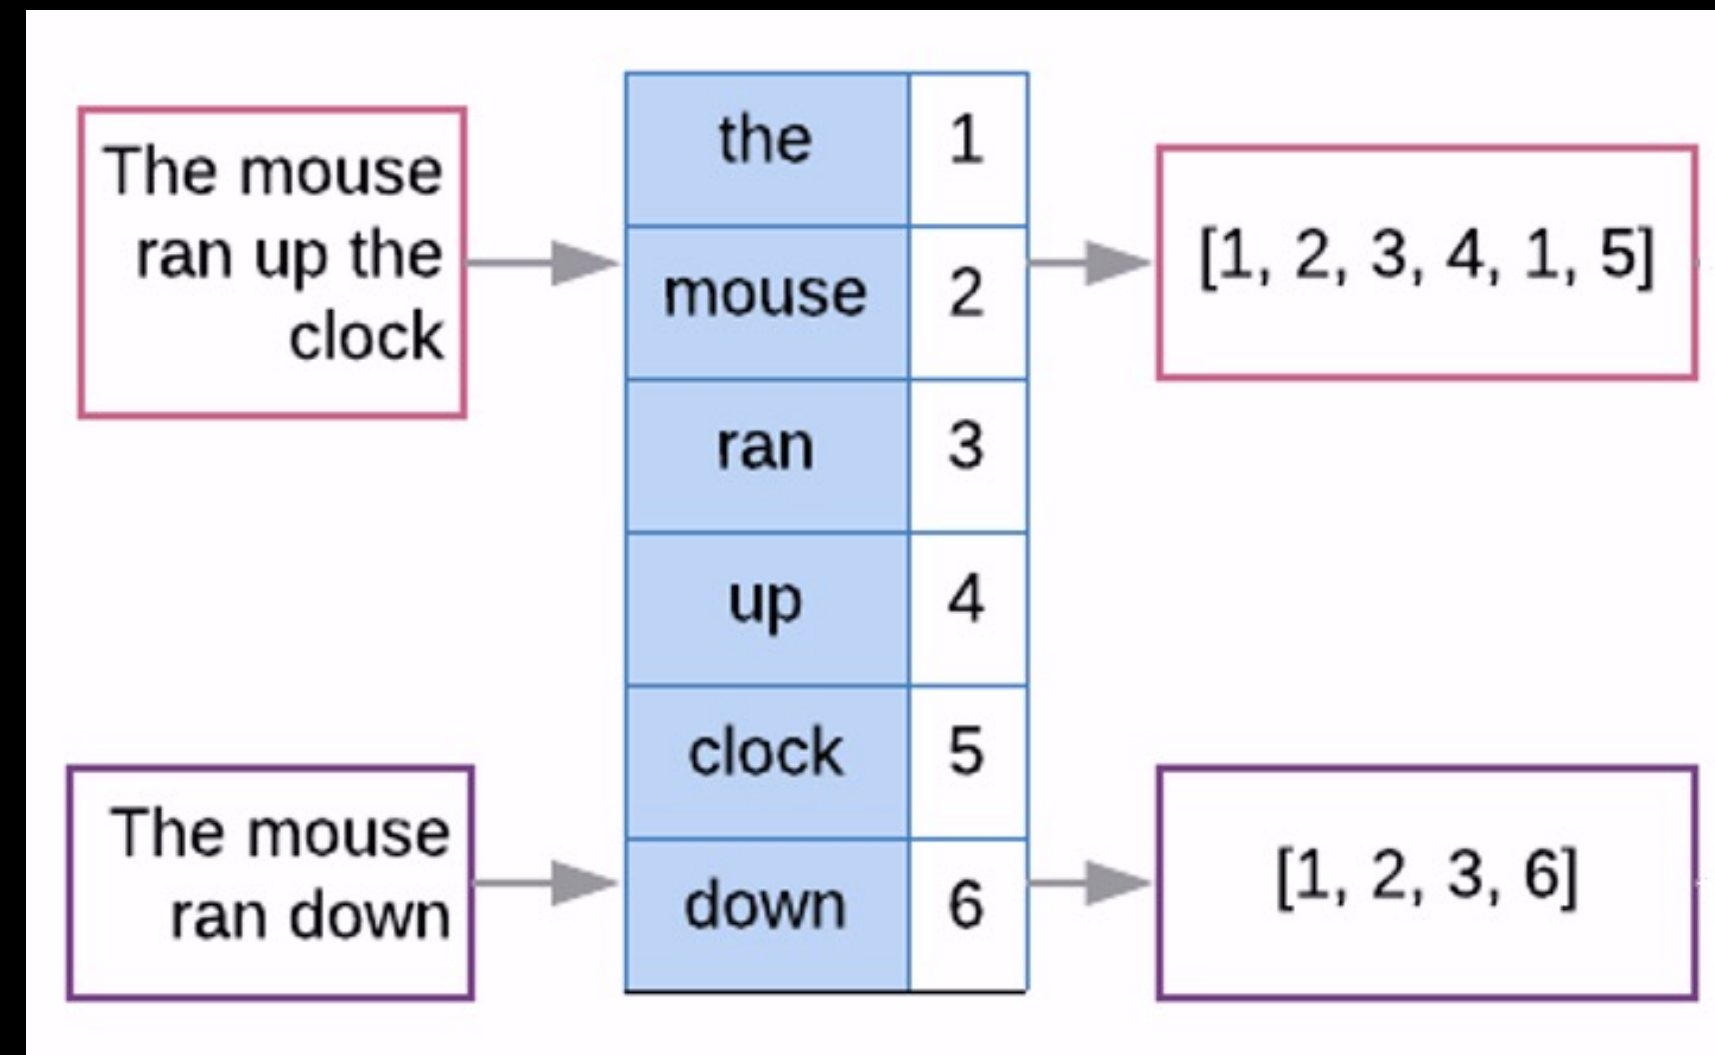 The mouse
ran up the
clock
the 1
mouse 2
ran 3
up 4
clock 5
down 6
[1, 2, 3, 4, 1, 5]
The mouse
ran down
[1, 2, 3, 6]